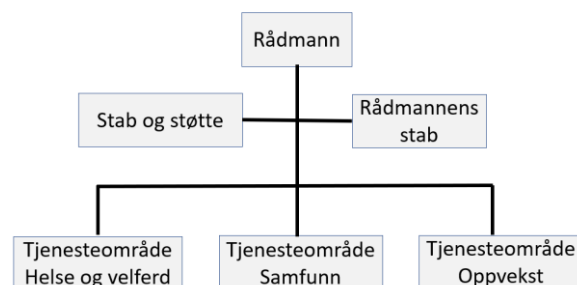 Rådmann
Stab og støtte
Rådmannens
stab
Tjenesteområde
Helse og velferd
Tjenesteområde
Samfunn
Tjenesteområde
Oppvekst